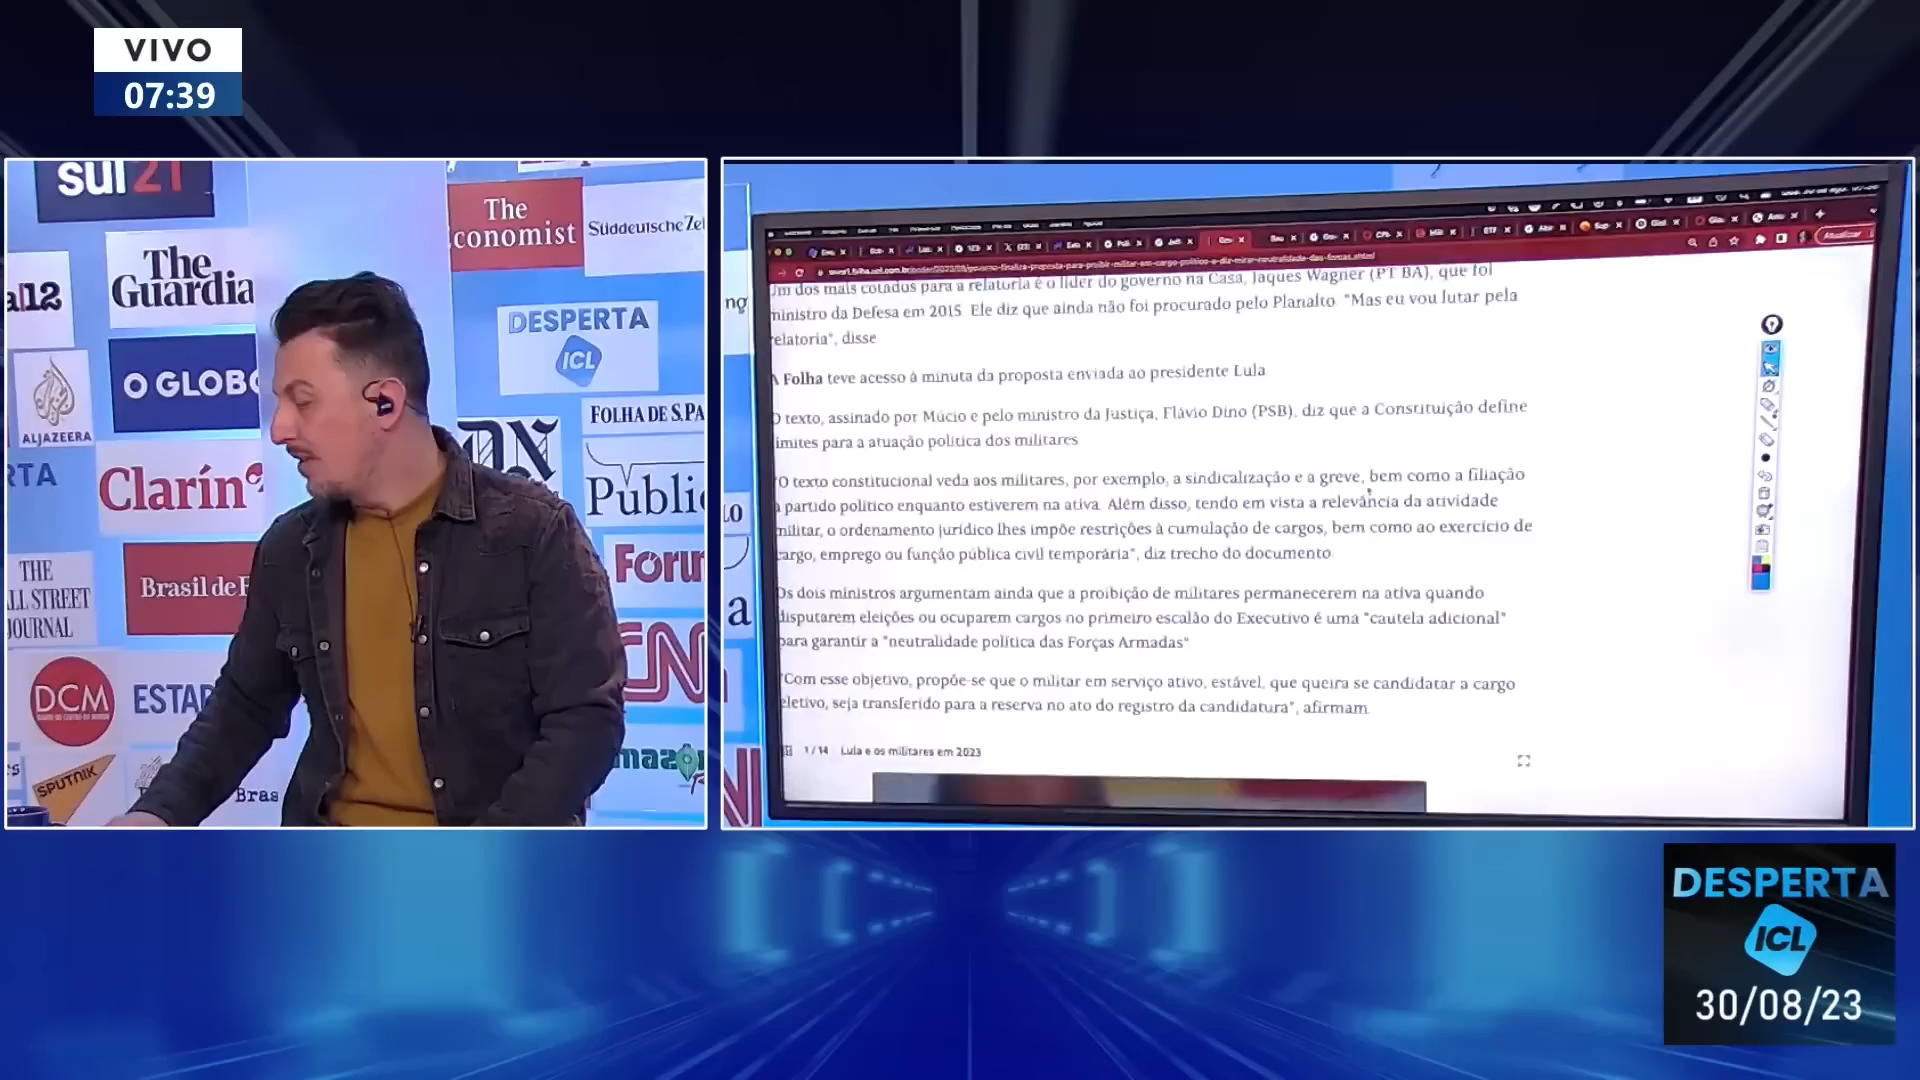 VIVO
07:39
sul21
The
Guardia
al12
ALJAZEERA
O GLOBO
RTA
Clarín
THE
LL STREET
JOURNAL
Brasil de F
DCM
ESTAD
SPUTNIK
Bras
The
conomist
Süddeutsche Zei
DESPERTA
ICL
FOLHA DE S.PA
Públic
Forum
CNN
mazôn
ng
LO
a
Um dos mais cotados para a relatoria é o líder do governo na Casa, Jaques Wagner (PT BA), que foi
ministro da Defesa em 2015. Ele diz que ainda não foi procurado pelo Planalto. "Mas eu vou lutar pela
relatoria", disse
A Folha teve acesso à minuta da proposta enviada ao presidente Lula
O texto, assinado por Múcio e pelo ministro da Justiça, Flávio Dino (PSB), diz que a Constituição define
limites para a atuação política dos militares
"O texto constitucional veda aos militares, por exemplo, a sindicalização e a greve, bem como a filiação
a partido político enquanto estiverem na ativa. Além disso, tendo em vista a relevância da atividade
militar, o ordenamento jurídico lhes impõe restrições à cumulação de cargos, bem como ao exercício de
cargo, emprego ou função pública civil temporária", diz trecho do documento
Os dois ministros argumentam ainda que a proibição de militares permanecerem na ativa quando
disputarem eleições ou ocuparem cargos no primeiro escalão do Executivo é uma "cautela adicional"
para garantir a "neutralidade política das Forças Armadas"
"Com esse objetivo, propõe-se que o militar em serviço ativo, estável, que queira se candidatar a cargo
eletivo, seja transferido para a reserva no ato do registro da candidatura", afirmam
1 / 14 Lula e os militares em 2023
DESPERTA
ICL
30/08/23